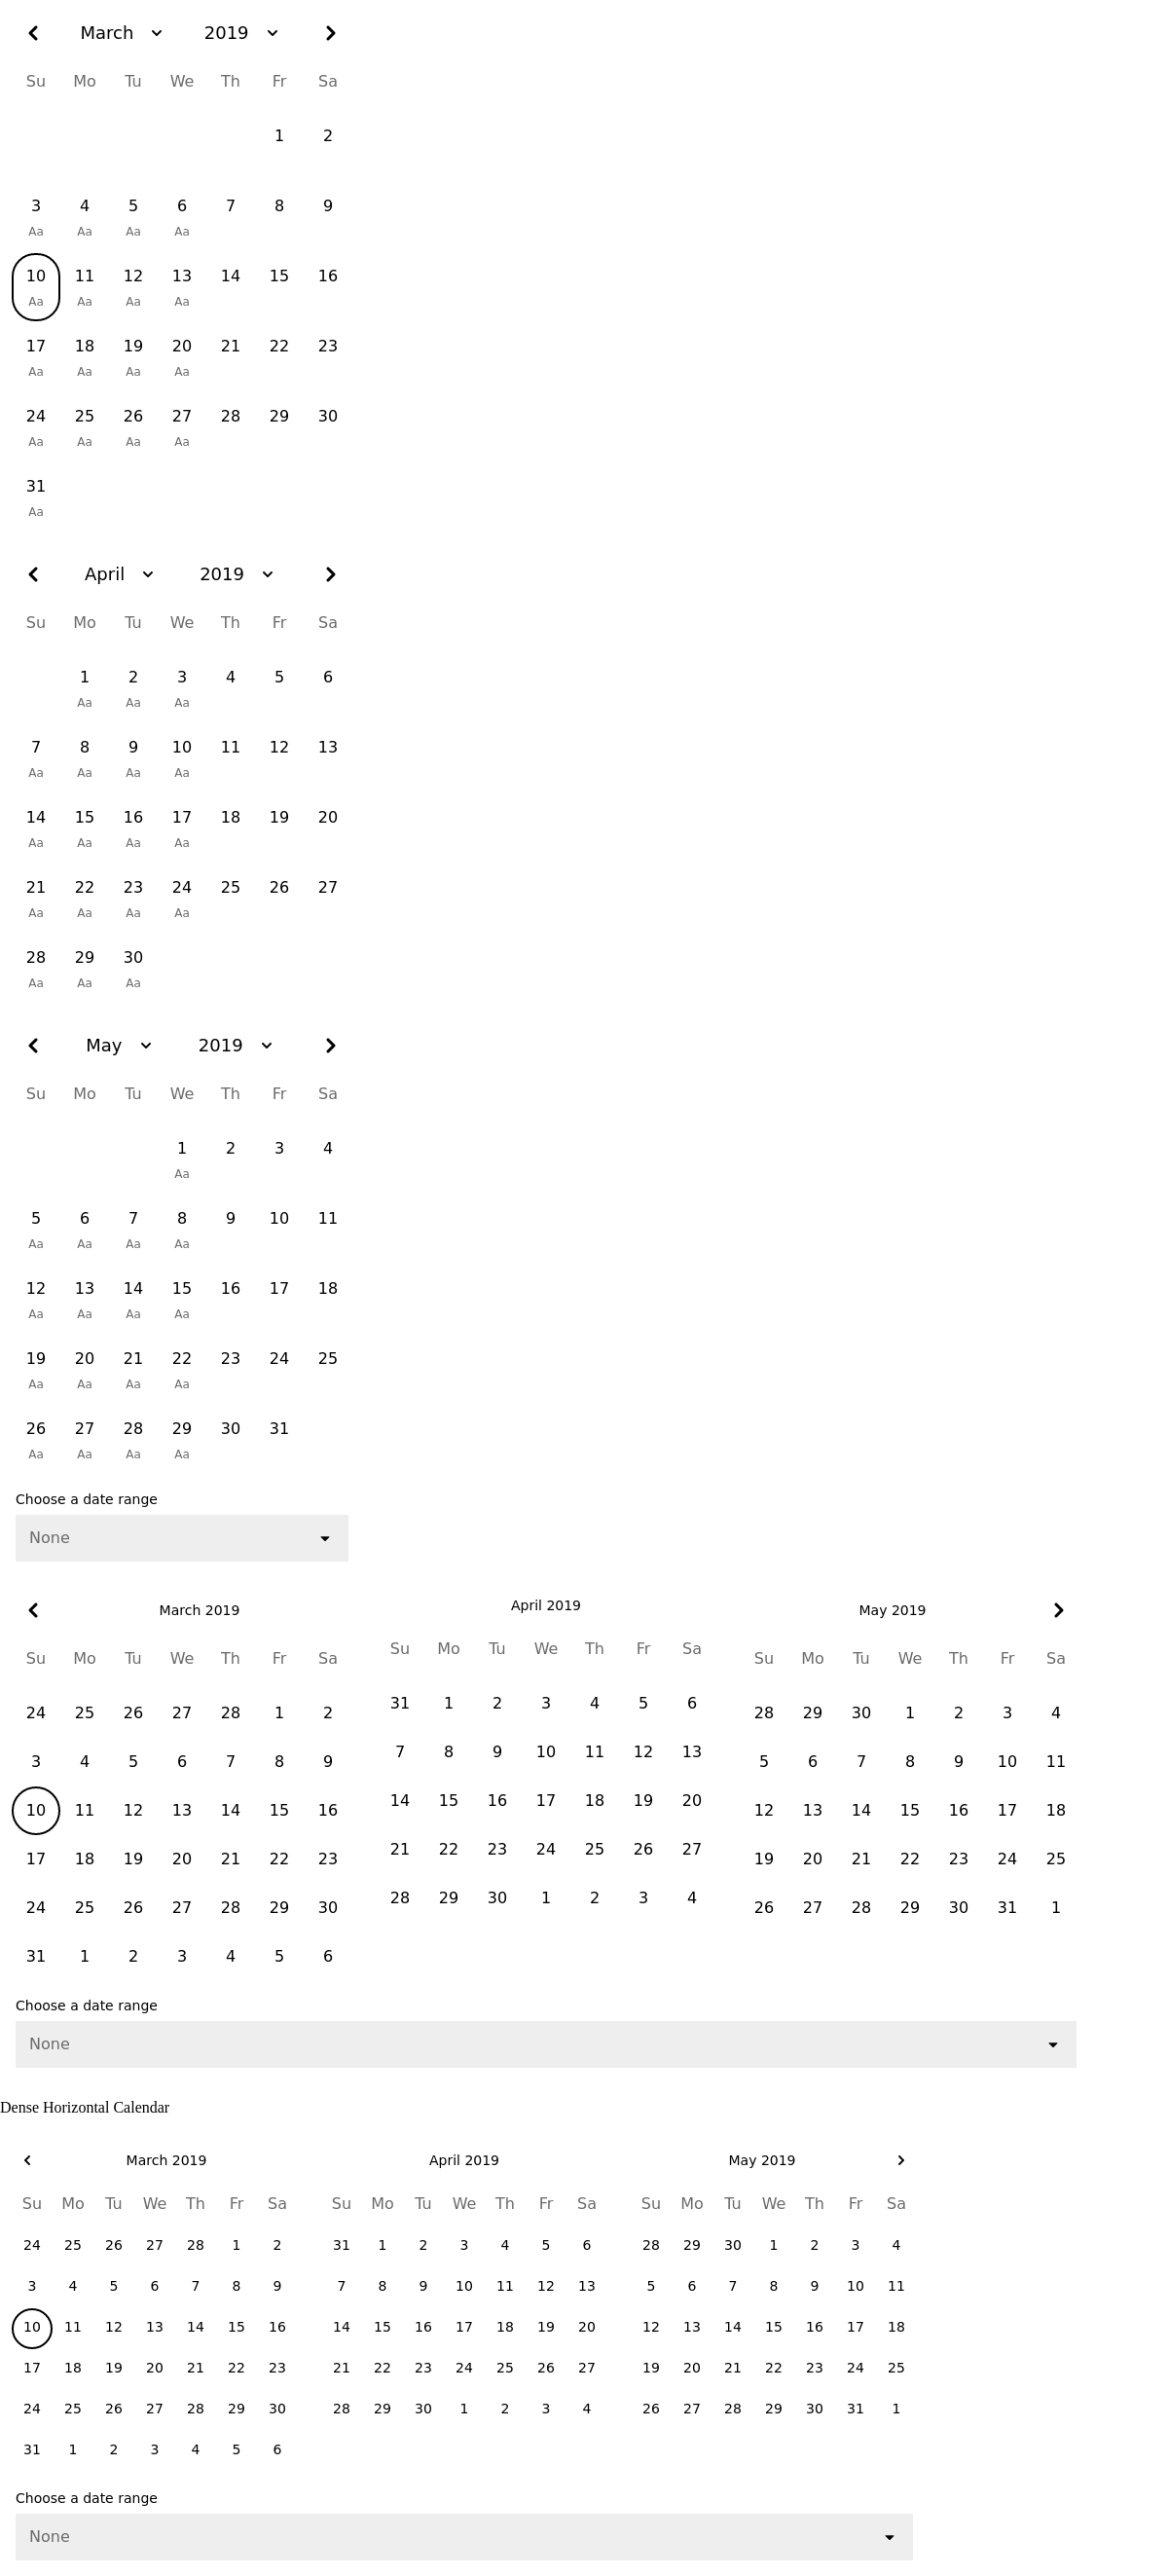 March 2019
Su Mo Tu We Th Fr Sa
1 2
3 4 5 6 7 8 9
Aa Aa Aa Aa
10 11 12 13 14 15 16
Aa Aa Aa Aa
17 18 19 20 21 22 23
Aa Aa Aa Aa
24 25 26 27 28 29 30
Aa Aa Aa Aa
31
Aa
April 2019
Su Mo Tu We Th Fr Sa
1 2 3 4 5 6
Aa Aa Aa
7 8 9 10 11 12 13
Aa Aa Aa Aa
14 15 16 17 18 19 20
Aa Aa Aa Aa
21 22 23 24 25 26 27
Aa Aa Aa Aa
28 29 30
Aa Aa Aa
May 2019
Su Mo Tu We Th Fr Sa
1 2 3 4
Aa
5 6 7 8 9 10 11
Aa Aa Aa Aa
12 13 14 15 16 17 18
Aa Aa Aa Aa
19 20 21 22 23 24 25
Aa Aa Aa Aa
26 27 28 29 30 31
Aa Aa Aa Aa
Choose a date range
None
March 2019
Su Mo Tu We Th Fr Sa
24 25 26 27 28 1 2
3 4 5 6 7 8 9
10 11 12 13 14 15 16
17 18 19 20 21 22 23
24 25 26 27 28 29 30
31 1 2 3 4 5 6
April 2019
Su Mo Tu We Th Fr Sa
31 1 2 3 4 5 6
7 8 9 10 11 12 13
14 15 16 17 18 19 20
21 22 23 24 25 26 27
28 29 30 1 2 3 4
May 2019
Su Mo Tu We Th Fr Sa
28 29 30 1 2 3 4
5 6 7 8 9 10 11
12 13 14 15 16 17 18
19 20 21 22 23 24 25
26 27 28 29 30 31 1
Choose a date range
None
Dense Horizontal Calendar
March 2019
Su Mo Tu We Th Fr Sa
24 25 26 27 28 1 2
3 4 5 6 7 8 9
10 11 12 13 14 15 16
17 18 19 20 21 22 23
24 25 26 27 28 29 30
31 1 2 3 4 5 6
April 2019
Su Mo Tu We Th Fr Sa
31 1 2 3 4 5 6
7 8 9 10 11 12 13
14 15 16 17 18 19 20
21 22 23 24 25 26 27
28 29 30 1 2 3 4
May 2019
Su Mo Tu We Th Fr Sa
28 29 30 1 2 3 4
5 6 7 8 9 10 11
12 13 14 15 16 17 18
19 20 21 22 23 24 25
26 27 28 29 30 31 1
Choose a date range
None